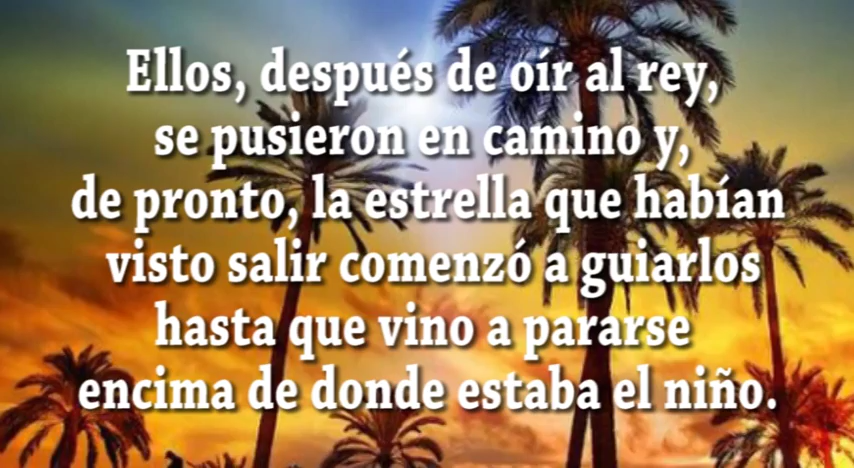 Ellos, después de oír al rey,
se pusieron en camino y,
de pronto, la estrella que habían
visto salir comenzó a guiarlos
hasta que vino a pararse
encima de donde estaba el niño.